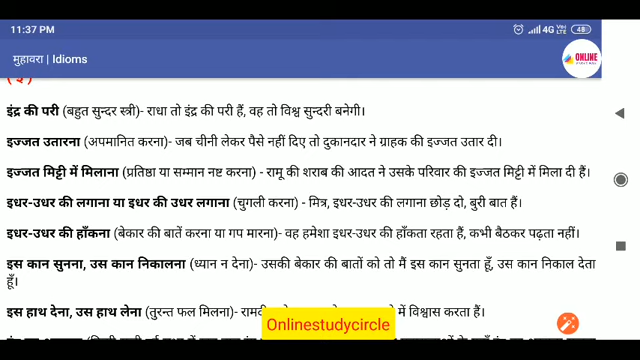 11:37 PM 4G VoLTE 48
मुहावरा | Idioms ONLINE
(इ)
इंद्र की परी (बहुत सुन्दर स्त्री)- राधा तो इंद्र की परी हैं, वह तो विश्व सुन्दरी बनेगी।
इज्जत उतारना (अपमानित करना)- जब चीनी लेकर पैसे नहीं दिए तो दुकानदार ने ग्राहक की इज्जत उतार दी।
इज्जत मिट्टी में मिलाना (प्रतिष्ठा या सम्मान नष्ट करना) - रामू की शराब की आदत ने उसके परिवार की इज्जत मिट्टी में मिला दी हैं।
इधर-उधर की लगाना या इधर की उधर लगाना (चुगली करना) - मित्र, इधर-उधर की लगाना छोड़ दो, बुरी बात हैं।
इधर-उधर की हाँकना (बेकार की बातें करना या गप मारना)- वह हमेशा इधर-उधर की हाँकता रहता हैं, कभी बैठकर पढ़ता नहीं।
इस कान सुनना, उस कान निकालना (ध्यान न देना)- उसकी बेकार की बातों को तो मैं इस कान सुनता हूँ, उस कान निकाल देता
हूँ।
इस हाथ देना, उस हाथ लेना (तुरन्त फल मिलना)- में विश्वास करता हैं।
Onlinestudycircle